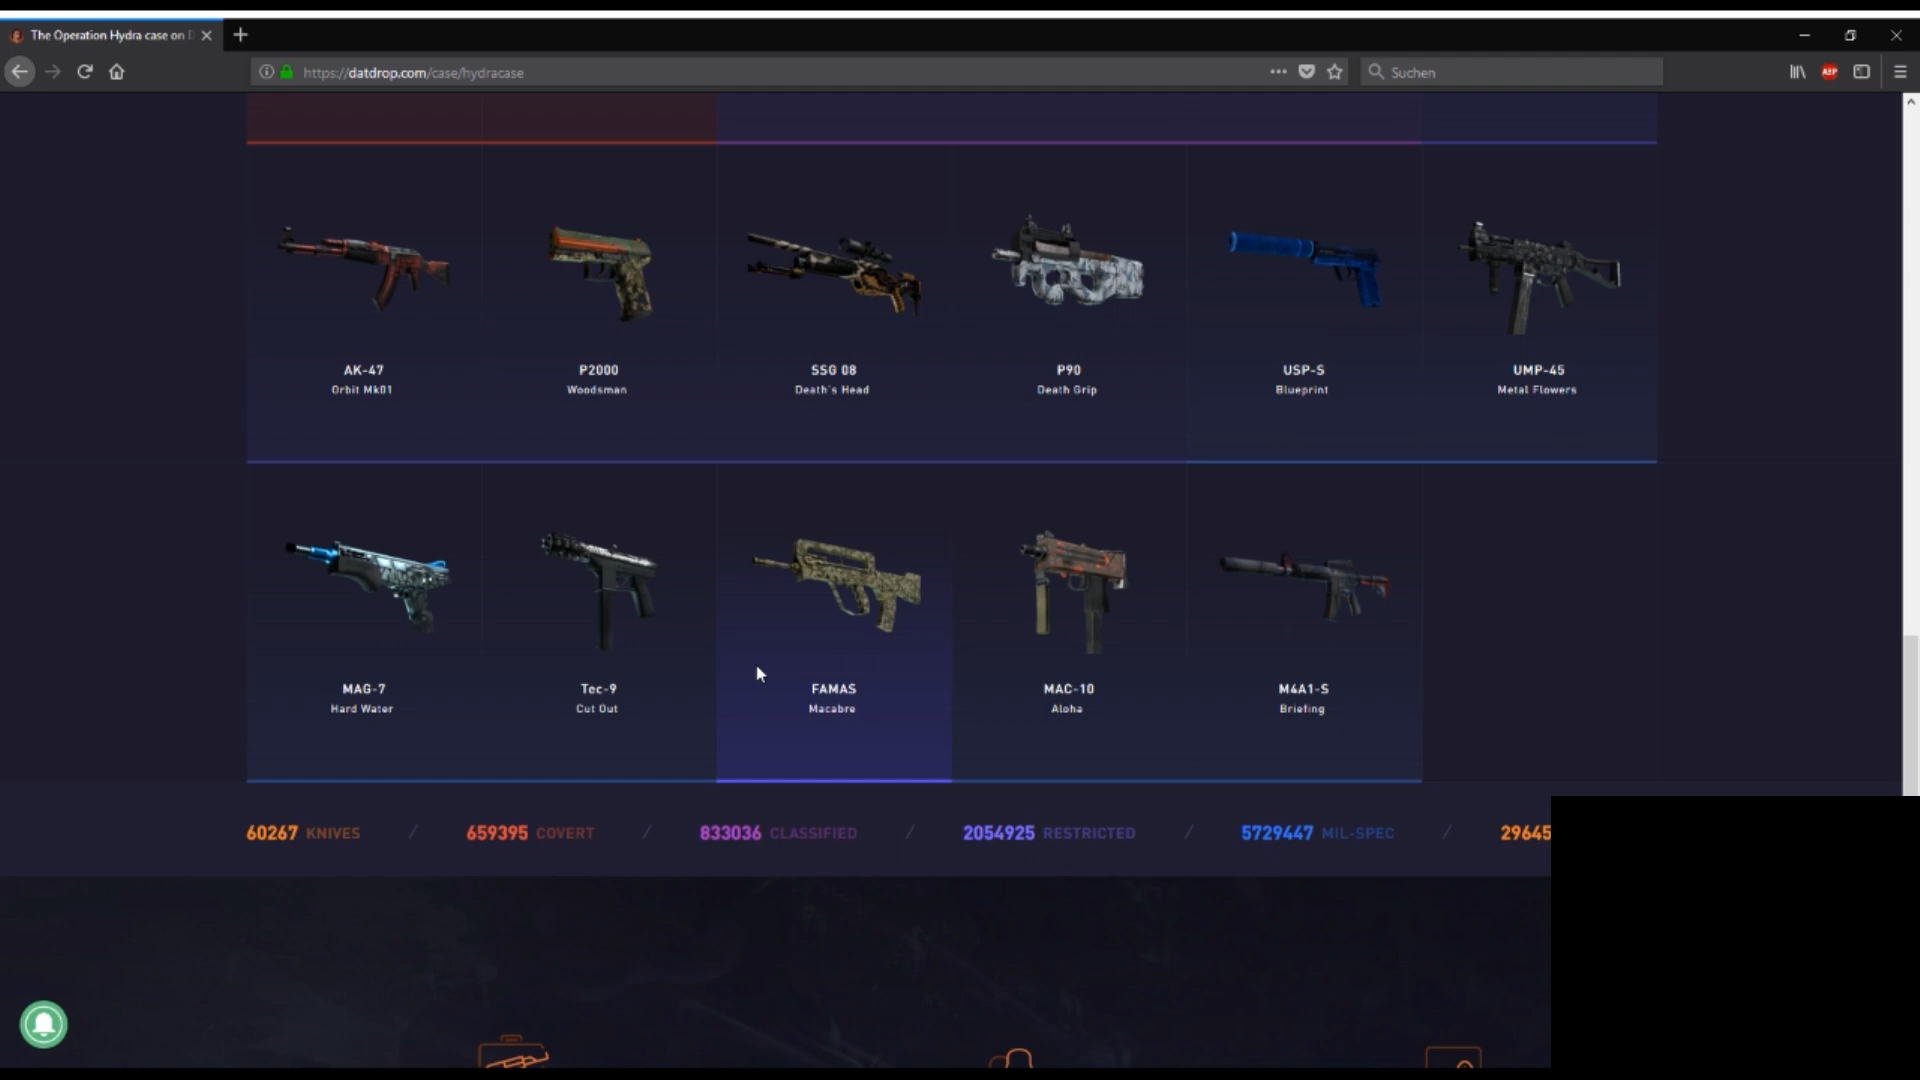 The Operation Hydra case on
https://datdrop.com/case/hydracase
Suchen
ABP
AK-47
Orbit Mk01
P2000
Woodsman
SSG 08
Death's Head
P90
Death Grip
USP-S
Blueprint
UMP-45
Metal Flowers
MAG-7
Hard Water
Tec-9
Cut Out
FAMAS
Macabre
MAC-10
Aloha
M4A1-S
Briefing
60267 KNIVES / 659395 COVERT / 833036 CLASSIFIED / 2054925 RESTRICTED / 5729447 MIL-SPEC / 29645